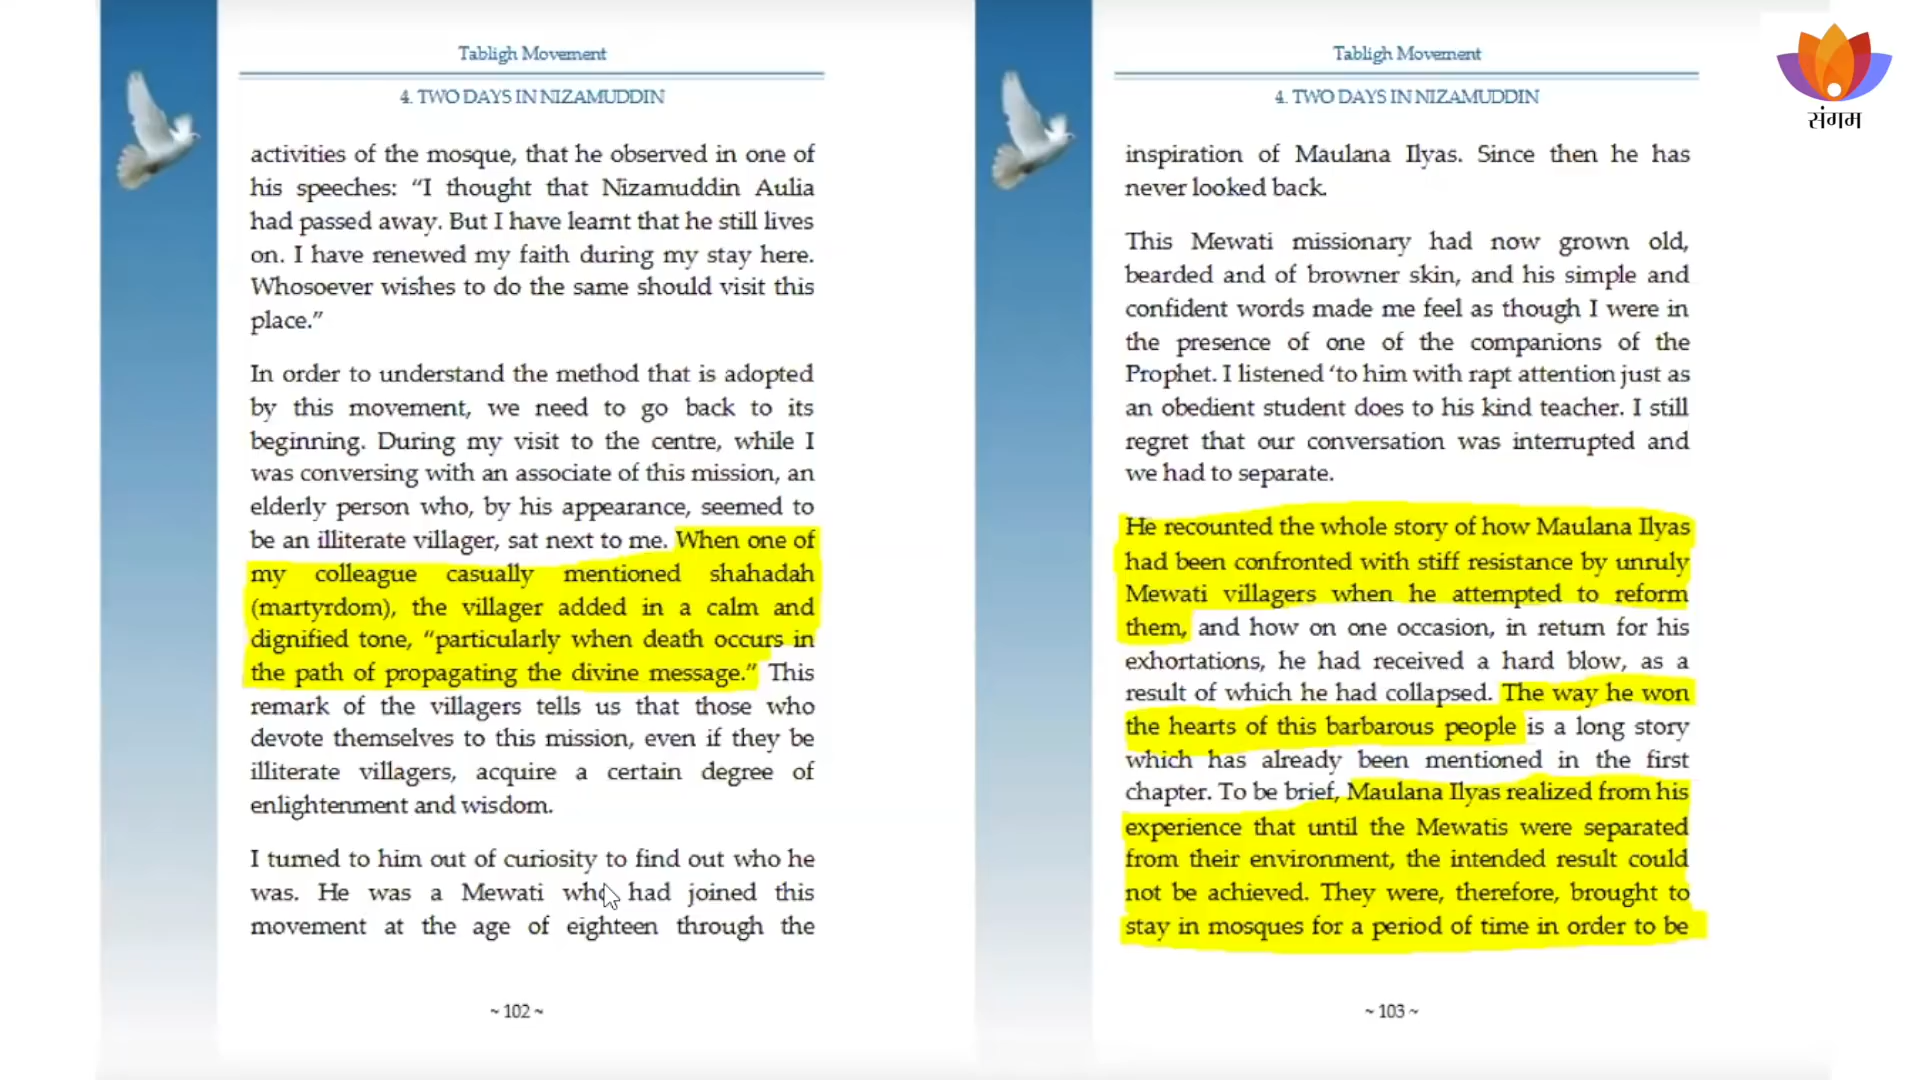 Tabligh Movement
4. TWO DAYS IN NIZAMUDDIN
activities of the mosque, that he observed in one of
his speeches: “I thought that Nizamuddin Aulia
had passed away. But I have learnt that he still lives
on. I have renewed my faith during my stay here.
Whosoever wishes to do the same should visit this
place.”
In order to understand the method that is adopted
by this movement, we need to go back to its
beginning. During my visit to the centre, while I
was conversing with an associate of this mission, an
elderly person who, by his appearance, seemed to
be an illiterate villager, sat next to me. When one of
my colleague casually mentioned shahadah
(martyrdom), the villager added in a calm and
dignified tone, “particularly when death occurs in
the path of propagating the divine message.” This
remark of the villagers tells us that those who
devote themselves to this mission, even if they be
illiterate villagers, acquire a certain degree of
enlightenment and wisdom.
I turned to him out of curiosity to find out who he
was. He was a Mewati who had joined this
movement at the age of eighteen through the
~ 102 ~
Tabligh Movement
4. TWO DAYS IN NIZAMUDDIN
inspiration of Maulana Ilyas. Since then he has
never looked back.
This Mewati missionary had now grown old,
bearded and of browner skin, and his simple and
confident words made me feel as though I were in
the presence of one of the companions of the
Prophet. I listened ‘to him with rapt attention just as
an obedient student does to his kind teacher. I still
regret that our conversation was interrupted and
we had to separate.
He recounted the whole story of how Maulana Ilyas
had been confronted with stiff resistance by unruly
Mewati villagers when he attempted to reform
them, and how on one occasion, in return for his
exhortations, he had received a hard blow, as a
result of which he had collapsed. The way he won
the hearts of this barbarous people is a long story
which has already been mentioned in the first
chapter. To be brief, Maulana Ilyas realized from his
experience that until the Mewatis were separated
from their environment, the intended result could
not be achieved. They were, therefore, brought to
stay in mosques for a period of time in order to be
~ 103 ~
संगम